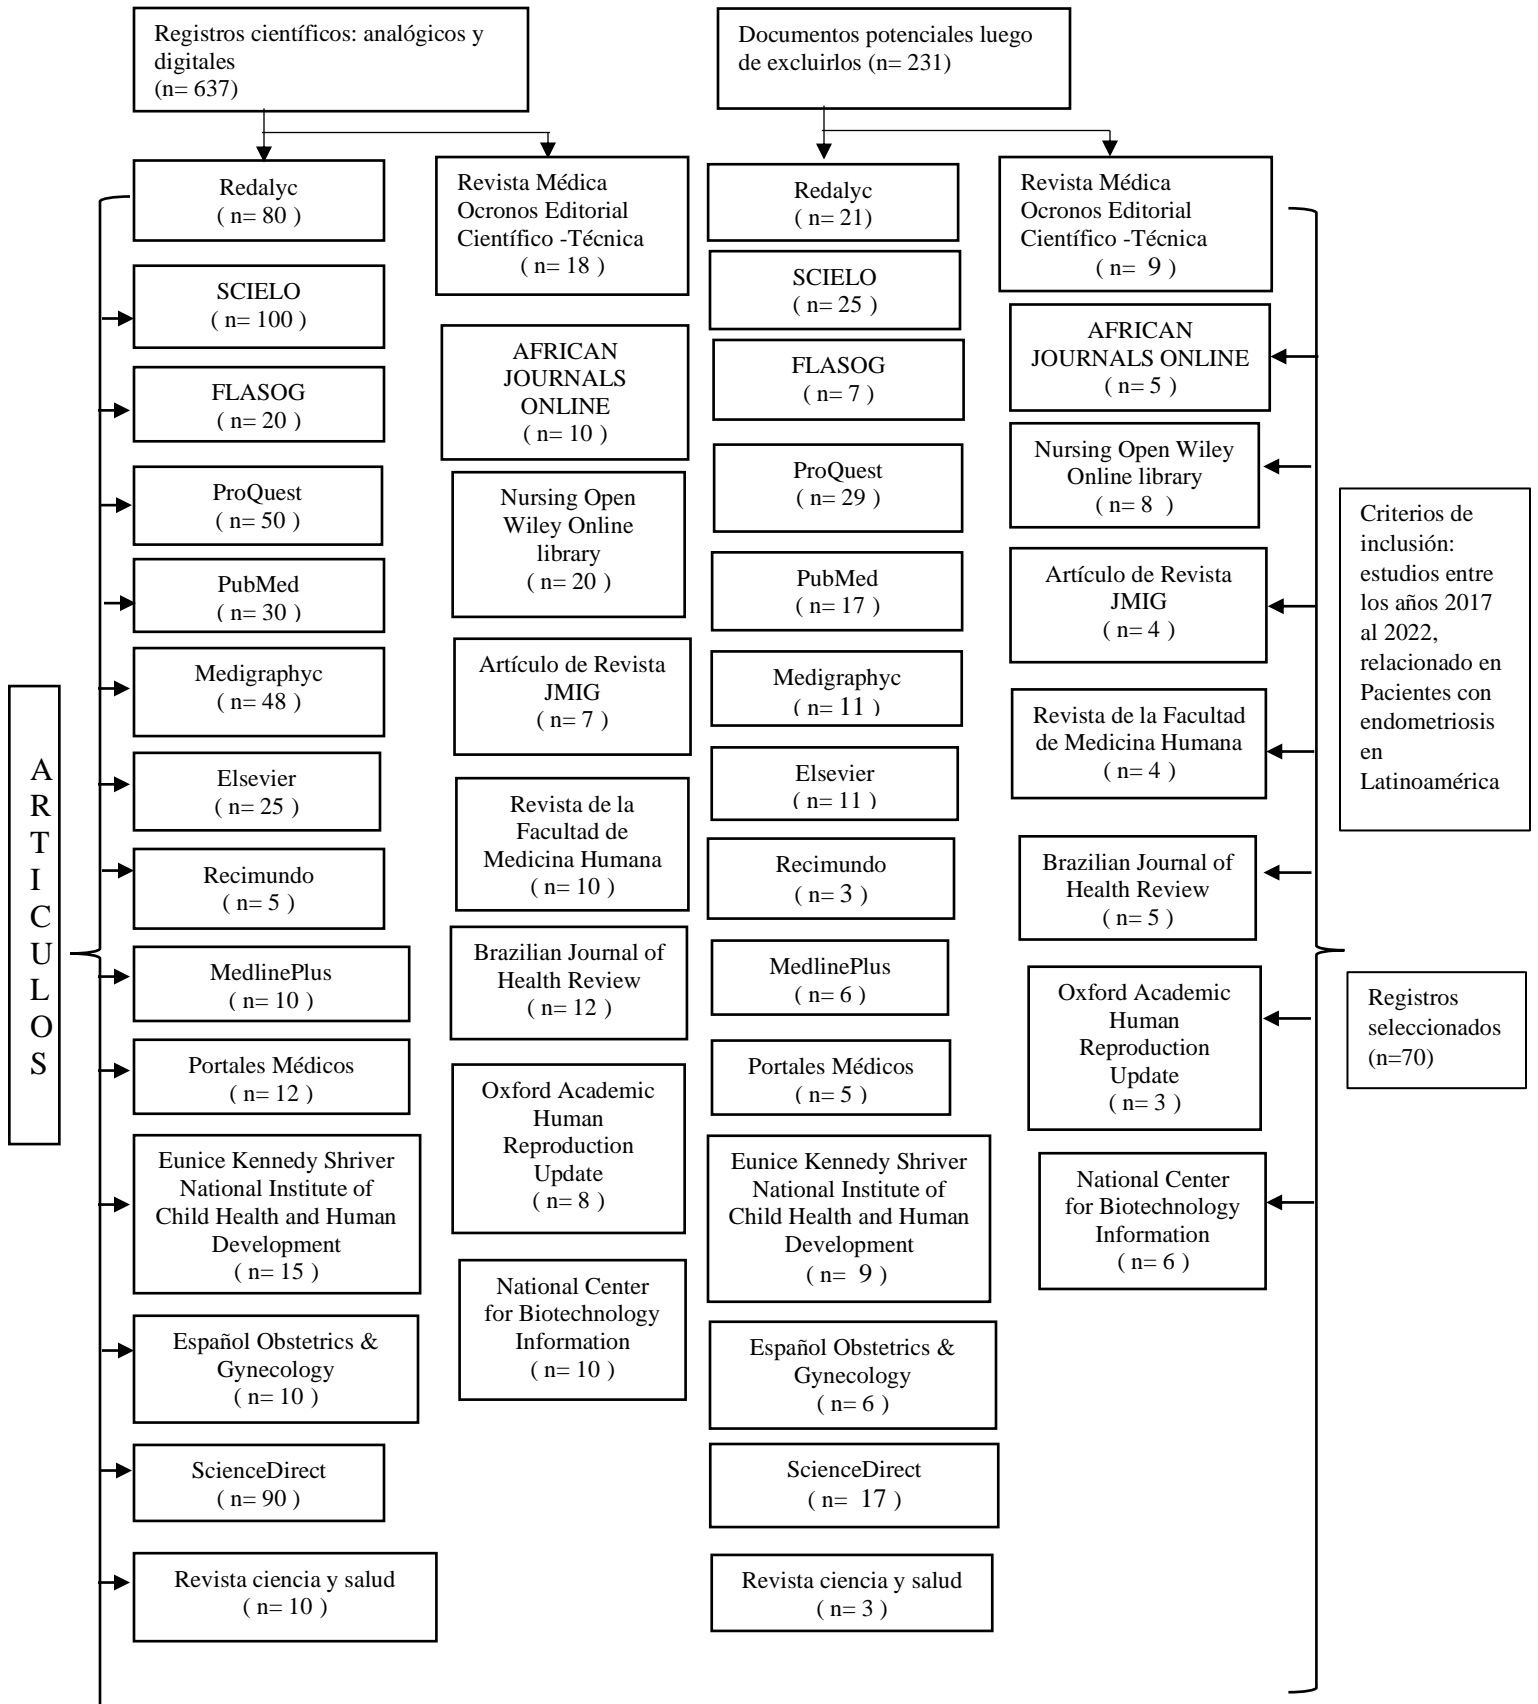 Registros científicos: analógicos y
digitales
(n= 637)
Documentos potenciales luego
de excluirlos (n= 231)
A
R
T
I
C
U
L
O
S
Redalyc
( n= 80 )
SCIELO
( n= 100 )
FLASOG
( n= 20 )
ProQuest
( n= 50 )
PubMed
( n= 30 )
Medigraphyc
( n= 48 )
Elsevier
( n= 25 )
Recimundo
( n= 5 )
MedlinePlus
( n= 10 )
Portales Médicos
( n= 12 )
Eunice Kennedy Shriver
National Institute of
Child Health and Human
Development
( n= 15 )
Español Obstetrics &
Gynecology
( n= 10 )
ScienceDirect
( n= 90 )
Revista ciencia y salud
( n= 10 )
Revista Médica
Ocronos Editorial
Científico -Técnica
( n= 18 )
AFRICAN
JOURNALS
ONLINE
( n= 10 )
Nursing Open
Wiley Online
library
( n= 20 )
Artículo de Revista
JMIG
( n= 7 )
Revista de la
Facultad de
Medicina Humana
( n= 10 )
Brazilian Journal of
Health Review
( n= 12 )
Oxford Academic
Human
Reproduction
Update
( n= 8 )
National Center
for Biotechnology
Information
( n= 10 )
Redalyc
( n= 21)
SCIELO
( n= 25 )
FLASOG
( n= 7 )
ProQuest
( n= 29 )
PubMed
( n= 17 )
Medigraphyc
( n= 11 )
Elsevier
( n= 11 )
Recimundo
( n= 3 )
MedlinePlus
( n= 6 )
Portales Médicos
( n= 5 )
Eunice Kennedy Shriver
National Institute of
Child Health and Human
Development
( n= 9 )
Español Obstetrics &
Gynecology
( n= 6 )
ScienceDirect
( n= 17 )
Revista ciencia y salud
( n= 3 )
Revista Médica
Ocronos Editorial
Científico -Técnica
( n= 9 )
AFRICAN
JOURNALS ONLINE
( n= 5 )
Nursing Open Wiley
Online library
( n= 8 )
Artículo de Revista
JMIG
( n= 4 )
Revista de la Facultad
de Medicina Humana
( n= 4 )
Brazilian Journal of
Health Review
( n= 5 )
Oxford Academic
Human
Reproduction
Update
( n= 3 )
National Center
for Biotechnology
Information
( n= 6 )
Criterios de
inclusión:
estudios entre
los años 2017
al 2022,
relacionado en
Pacientes con
endometriosis
en
Latinoamérica
Registros
seleccionados
(n=70)